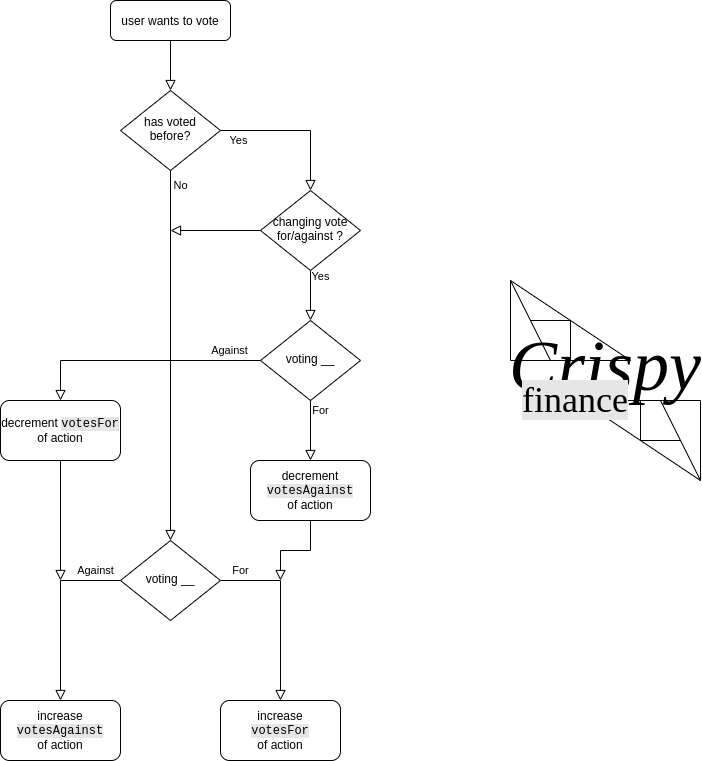 user wants to vote
has voted
before?
Yes
No
changing vote
for/against ?
Yes
Against
voting __
For
Crispy
finance
decrement votesFor
of action
decrement
votesAgainst
of action
Against
voting __
For
increase
votesAgainst
of action
increase
votesFor
of action